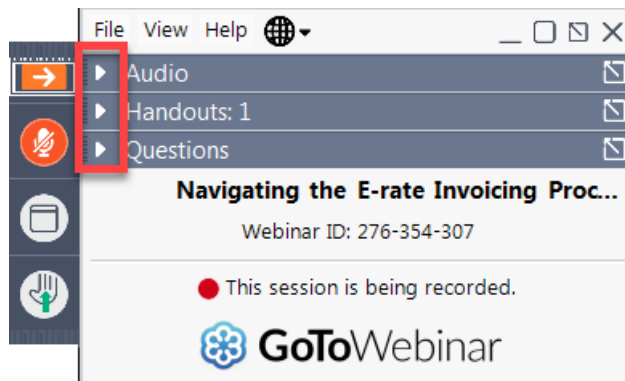 File View Help
Audio
Handouts: 1
Questions
Navigating the E-rate Invoicing Proc...
Webinar ID: 276-354-307
This session is being recorded.
GoToWebinar